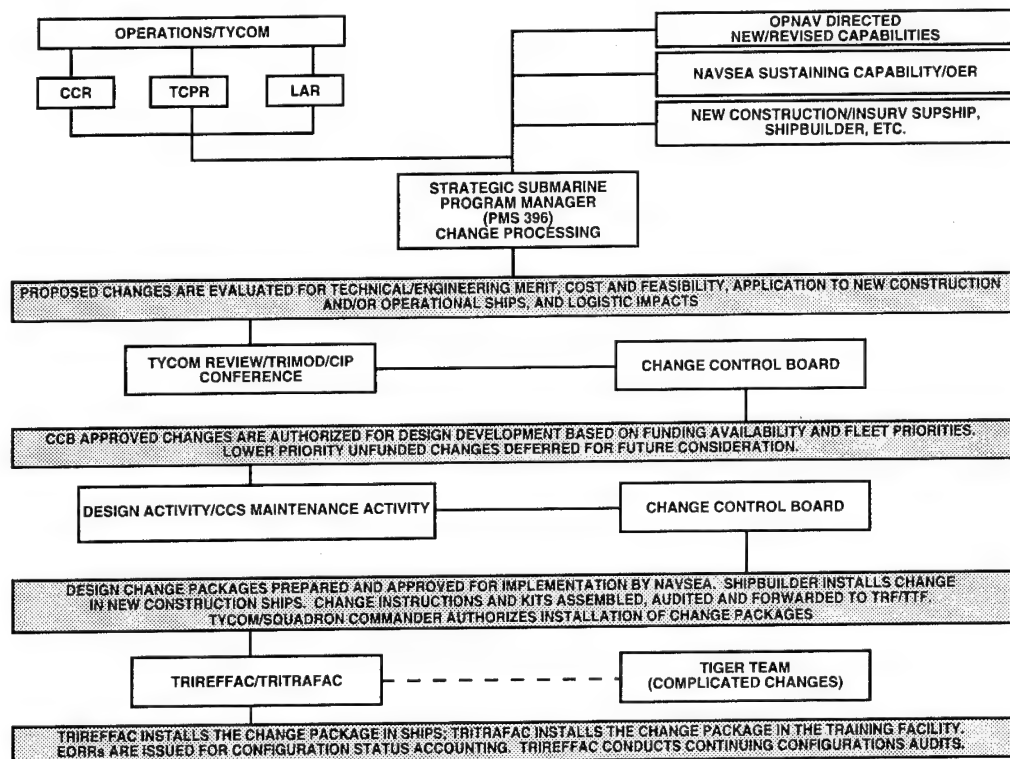 OPERATIONS/TYCOM
CCR
TCPR
LAR
OPNAV DIRECTED
NEW/REVISED CAPABILITIES
NAVSEA SUSTAINING CAPABILITY/OER
NEW CONSTRUCTION/INSURV SUPSHIP,
SHIPBUILDER, ETC.
STRATEGIC SUBMARINE
PROGRAM MANAGER
(PMS 396)
CHANGE PROCESSING
PROPOSED CHANGES ARE EVALUATED FOR TECHNICAL/ENGINEERING MERIT, COST AND FEASIBILITY, APPLICATION TO NEW CONSTRUCTION
AND/OR OPERATIONAL SHIPS, AND LOGISTIC IMPACTS
TYCOM REVIEW/TRIMOD/CIP
CONFERENCE
CHANGE CONTROL BOARD
CCB APPROVED CHANGES ARE AUTHORIZED FOR DESIGN DEVELOPMENT BASED ON FUNDING AVAILABILITY AND FLEET PRIORITIES.
LOWER PRIORITY UNFUNDED CHANGES DEFERRED FOR FUTURE CONSIDERATION.
DESIGN ACTIVITY/CCS MAINTENANCE ACTIVITY
CHANGE CONTROL BOARD
DESIGN CHANGE PACKAGES PREPARED AND APPROVED FOR IMPLEMENTATION BY NAVSEA. SHIPBUILDER INSTALLS CHANGE
IN NEW CONSTRUCTION SHIPS. CHANGE INSTRUCTIONS AND KITS ASSEMBLED, AUDITED AND FORWARDED TO TRF/TTF.
TYCOM/SQUADRON COMMANDER AUTHORIZES INSTALLATION OF CHANGE PACKAGES
TRIREFFAC/TRITRAFAC
TIGER TEAM
(COMPLICATED CHANGES)
TRIREFFAC INSTALLS THE CHANGE PACKAGE IN SHIPS; TRITRAFAC INSTALLS THE CHANGE PACKAGE IN THE TRAINING FACILITY.
EORRs ARE ISSUED FOR CONFIGURATION STATUS ACCOUNTING. TRIREFFAC CONDUCTS CONTINUING CONFIGURATIONS AUDITS.